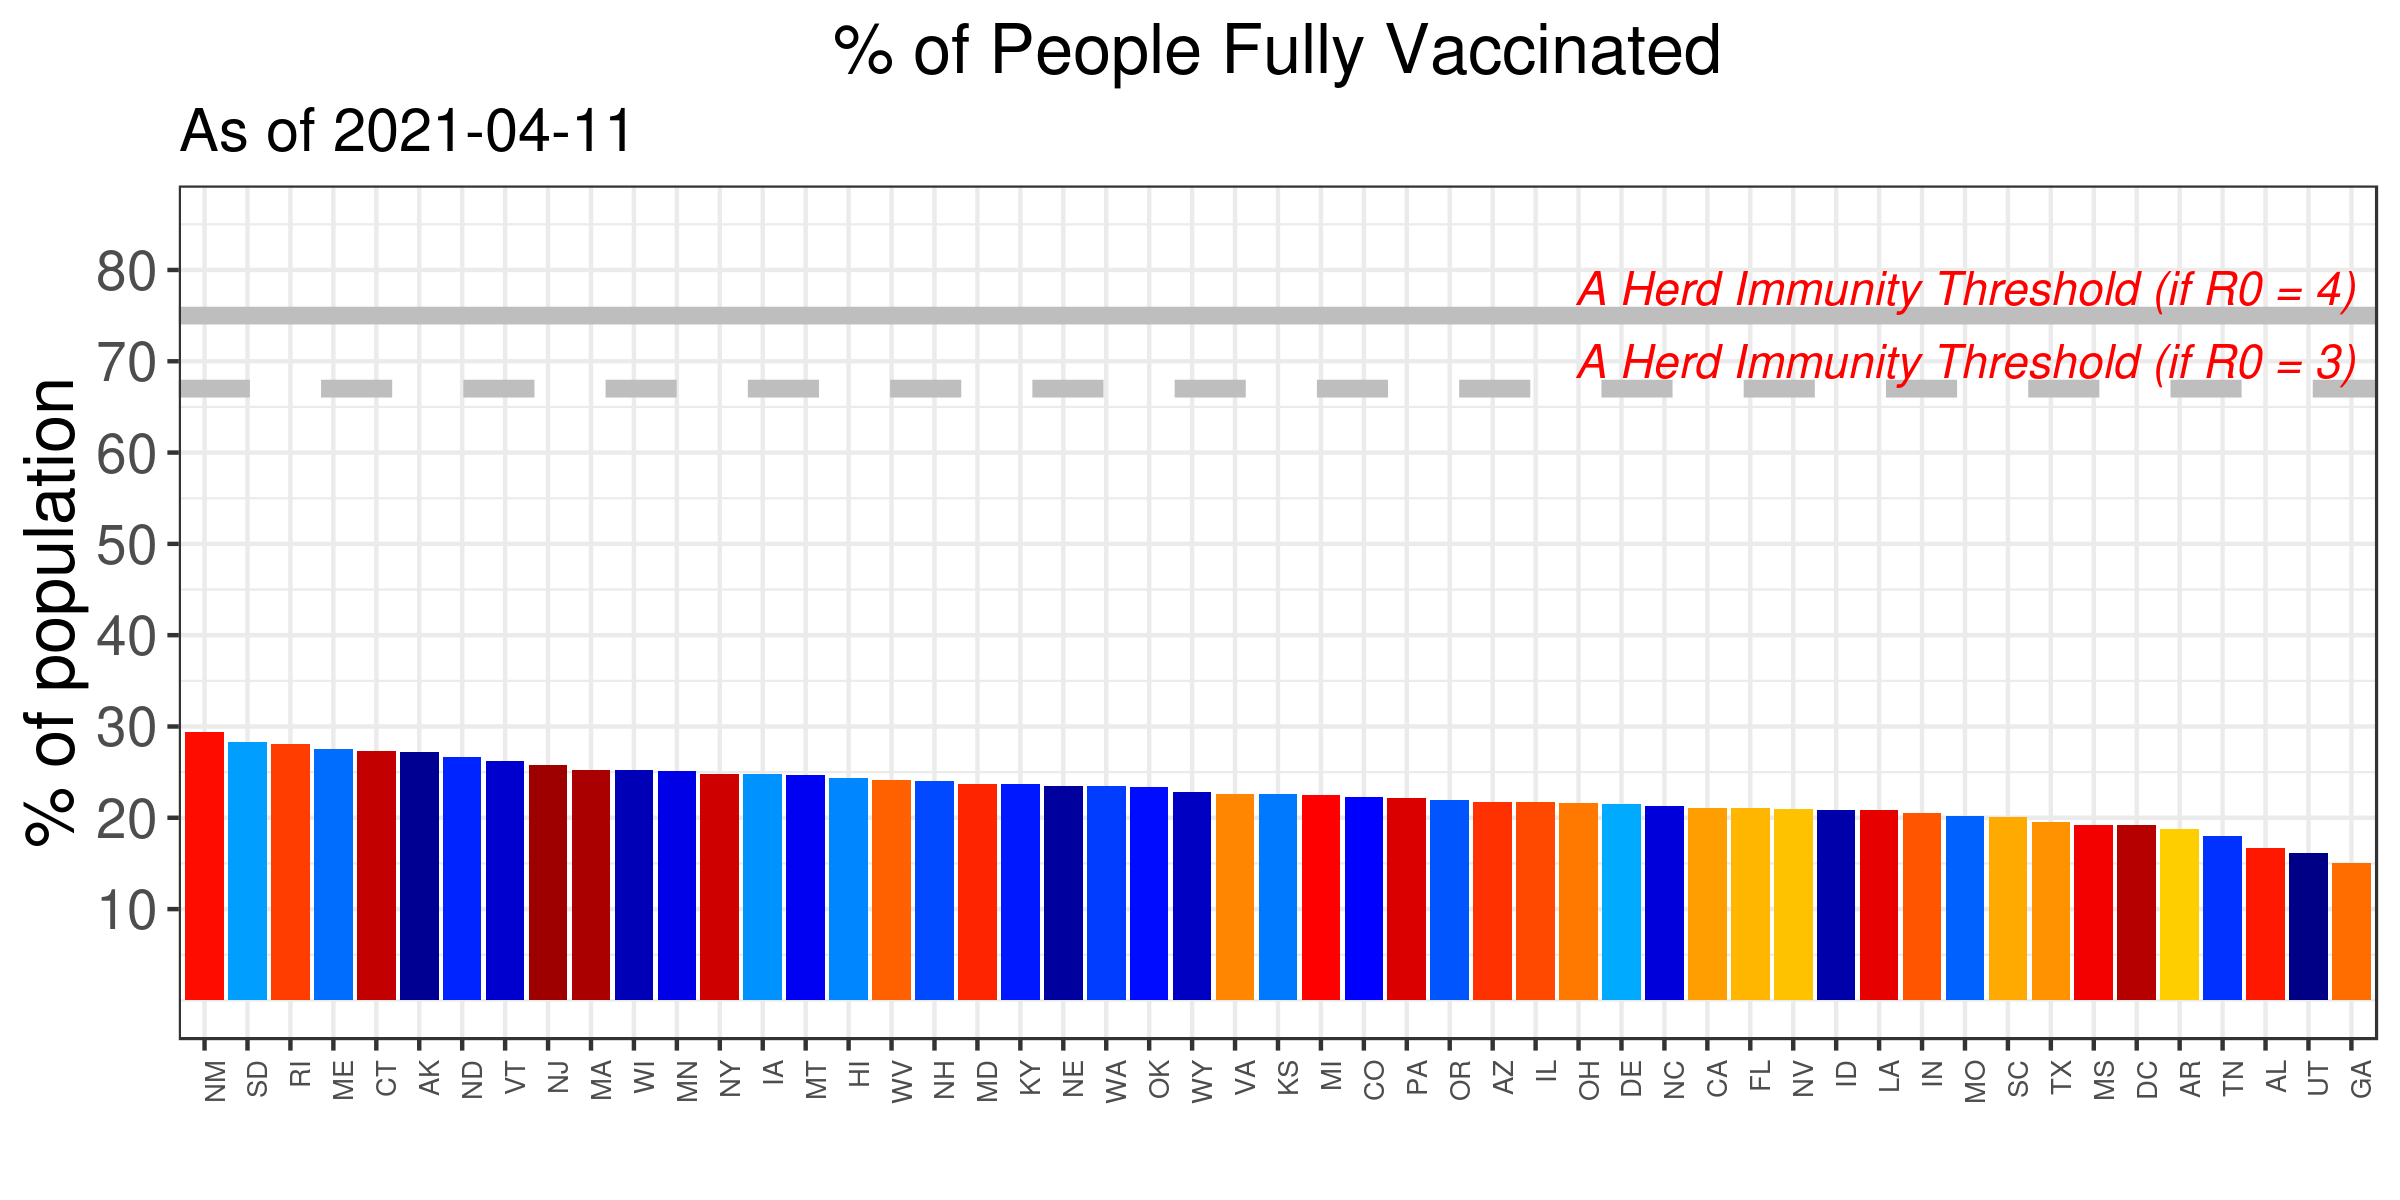 % of People Fully Vaccinated
As of 2021-04-11
% of population
80
70
60
50
40
30
20
10
A Herd Immunity Threshold (if R0 = 4)
A Herd Immunity Threshold (if R0 = 3)
NM SD RI ME CT AK ND VT NJ MA WI MN NY IA MT HI WV NH MD KY NE WA OK WY VA KS MI CO PA OR AZ IL OH DE NC CA FL NV ID LA IN MO SC TX MS DC AR TN AL UT GA